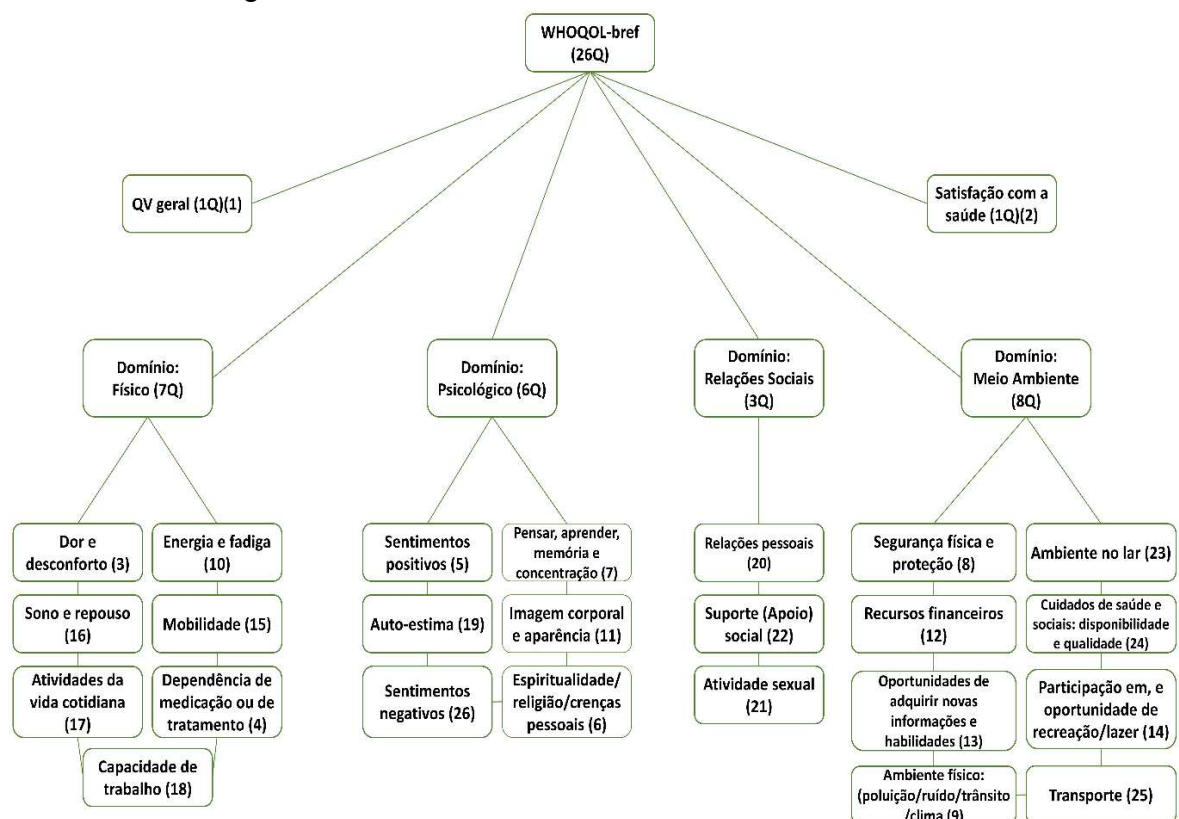 WHOQOL-bref
(26Q)
QV geral (1Q)(1)
Satisfação com a
saúde (1Q)(2)
Domínio:
Físico (7Q)
Domínio:
Psicológico (6Q)
Domínio:
Relações Sociais
(3Q)
Domínio:
Meio Ambiente
(8Q)
Dor e
desconforto (3)
Energia e fadiga
(10)
Sono e repouso
(16)
Mobilidade (15)
Atividades da
vida cotidiana
(17)
Dependência de
medicação ou de
tratamento (4)
Capacidade de
trabalho (18)
Sentimentos
positivos (5)
Pensar, aprender,
memória e
concentração (7)
Auto-estima (19)
Imagem corporal
e aparência (11)
Sentimentos
negativos (26)
Espiritualidade/
religião/crenças
pessoais (6)
Relações pessoais
(20)
Suporte (Apoio)
social (22)
Atividade sexual
(21)
Segurança física e
proteção (8)
Ambiente no lar (23)
Recursos financeiros
(12)
Cuidados de saúde e
sociais: disponibilidade
e qualidade (24)
Oportunidades de
adquirir novas
informações e
habilidades (13)
Participação em, e
oportunidade de
recreação/lazer (14)
Ambiente físico:
(poluição/ruído/trânsito
/clima (9)
Transporte (25)